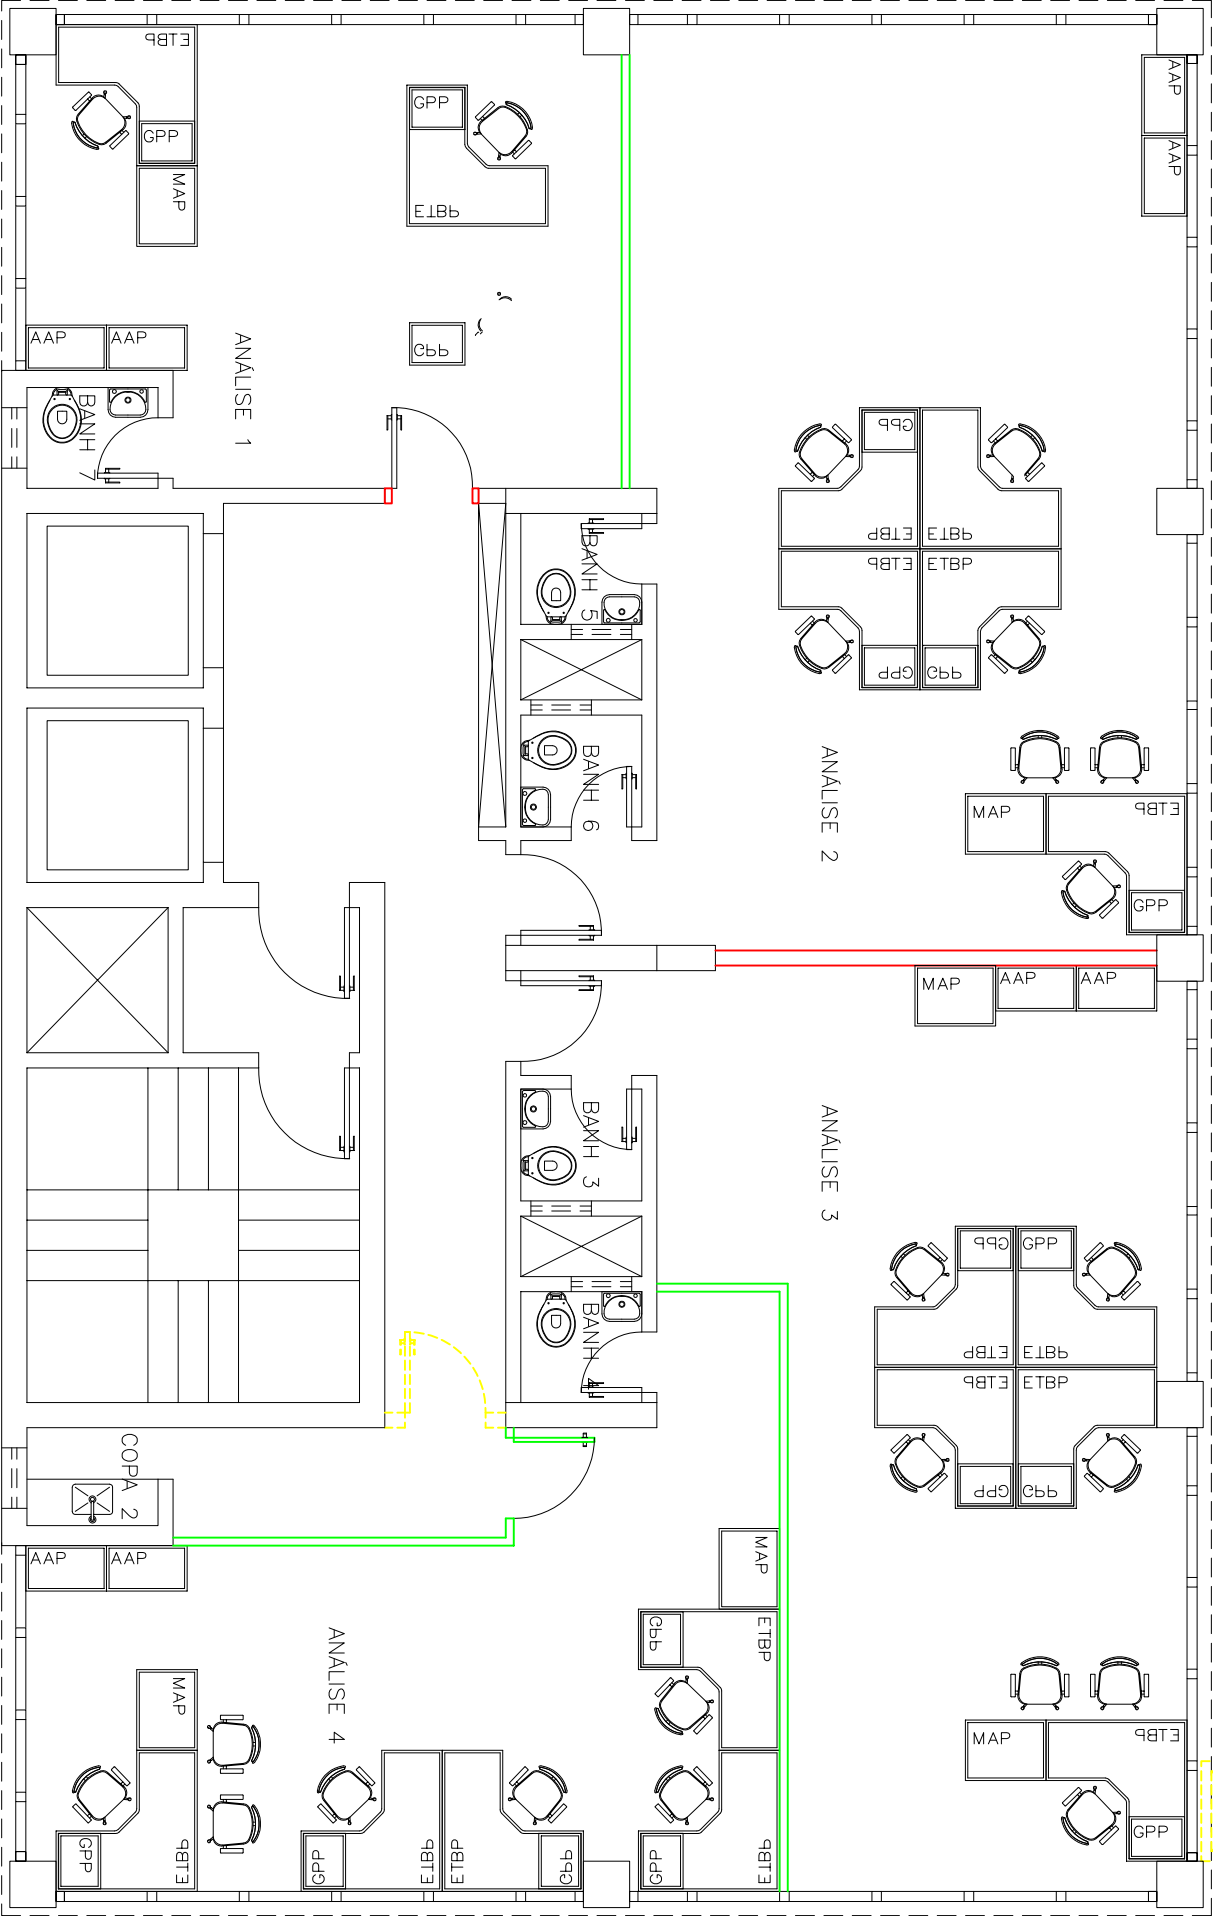 ETBP
GPP
MAP
GPP
ETBP
AAP
AAP
GPP
AAP
AAP
ANÁLISE 1
BANH 7
GPP
ETBP
ETBP
ETBP
ETBP
GPP
GPP
BANH 5
BANH 6
ANÁLISE 2
MAP
ETBP
GPP
MAP
AAP
AAP
BANH 3
ANÁLISE 3
GPP
GPP
ETBP
ETBP
ETBP
ETBP
GPP
GPP
BANH 4
COPA 2
AAP
AAP
MAP
ETBP
GPP
ANÁLISE 4
MAP
MAP
ETBP
GPP
ETBP
GPP
GPP
ETBP
ETBP
GPP
GPP
ETBP